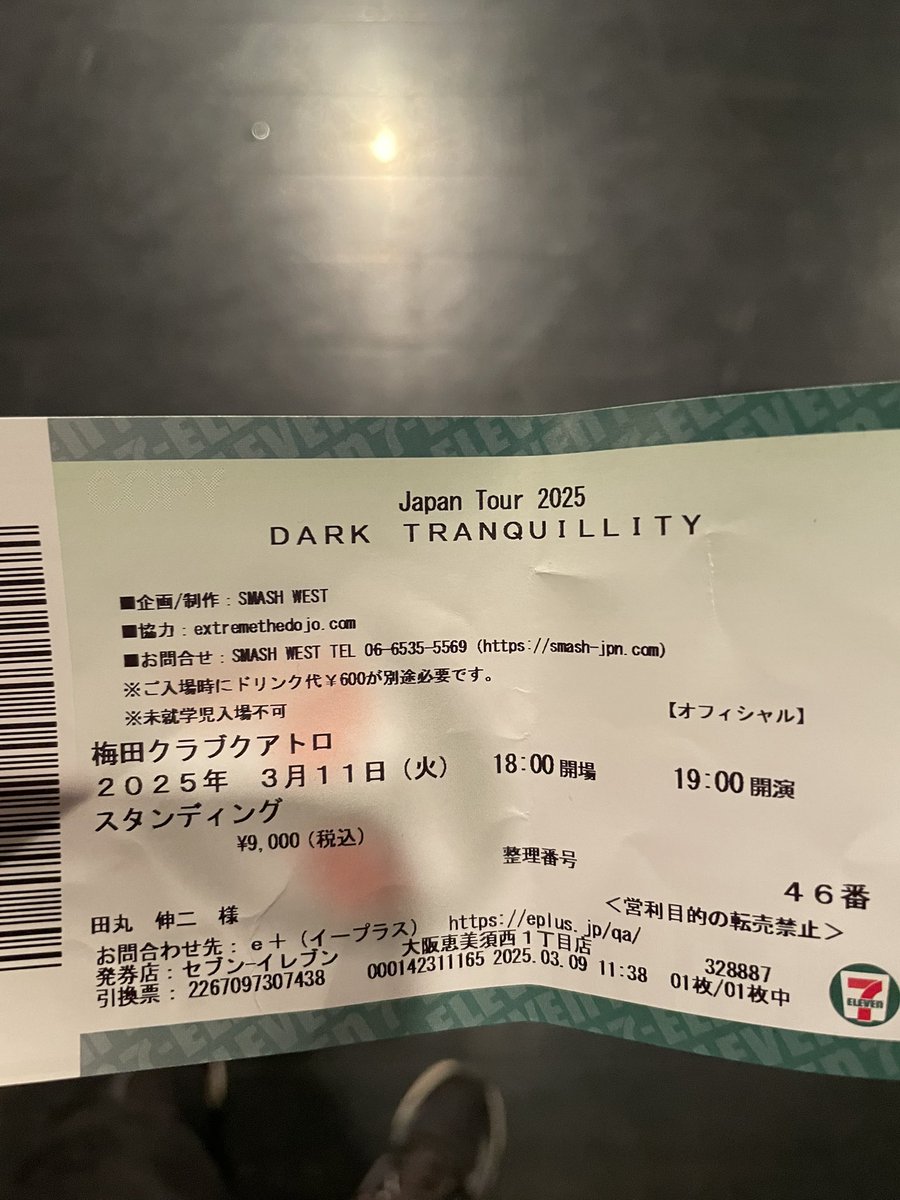 Japan Tour 2025
DARK TRANQUILLITY
■企画/制作：SMASH WEST
■協力：extremethedojo.com
■お問合せ：SMASH WEST TEL 06-6535-5569 (https://smash-jpn.com)
※ご入場時にドリンク代￥600が別途必要です。
※未就学児入場不可
【オフィシャル】
梅田クラブクアトロ
２０２５年　３月１１日（火） 18:00開場 19:00開演
スタンディング
¥9,000（税込）
整理番号
４６番
＜営利目的の転売禁止＞
田丸　伸二　様
お問合わせ先：ｅ＋（イープラス） https://eplus.jp/qa/
発券店：セブン-イレブン 大阪恵美須西１丁目店 328887
引換票：2267097307438 000142311165 2025.03.09 11:38 01枚/01枚中
7
ELEVEN